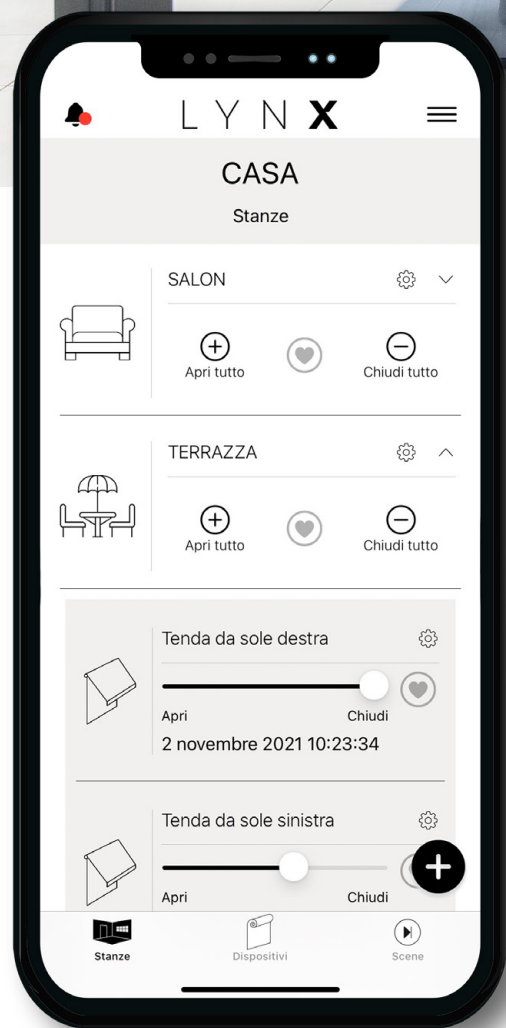 LYNX
CASA
Stanze
SALON
Apri tutto
Chiudi tutto
TERRAZZA
Apri tutto
Chiudi tutto
Tenda da sole destra
Apri
Chiudi
2 novembre 2021 10:23:34
Tenda da sole sinistra
Apri
Chiudi
Stanze
Dispositivi
Scene